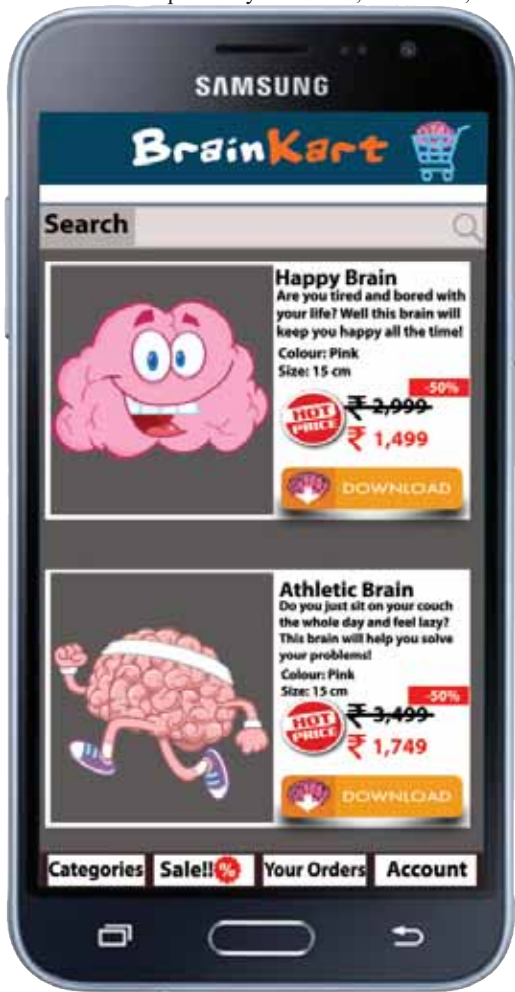 SAMSUNG
BrainKart
Search
Happy Brain
Are you tired and bored with
your life? Well this brain will
keep you happy all the time!
Colour: Pink
Size: 15 cm
-50%
HOT
PRICE
₹ 2,999
₹ 1,499
DOWNLOAD
Athletic Brain
Do you just sit on your couch
the whole day and feel lazy?
This brain will help you solve
your problems!
Colour: Pink
Size: 15 cm
-50%
HOT
PRICE
₹ 3,499
₹ 1,749
DOWNLOAD
Categories Sale!!% Your Orders Account